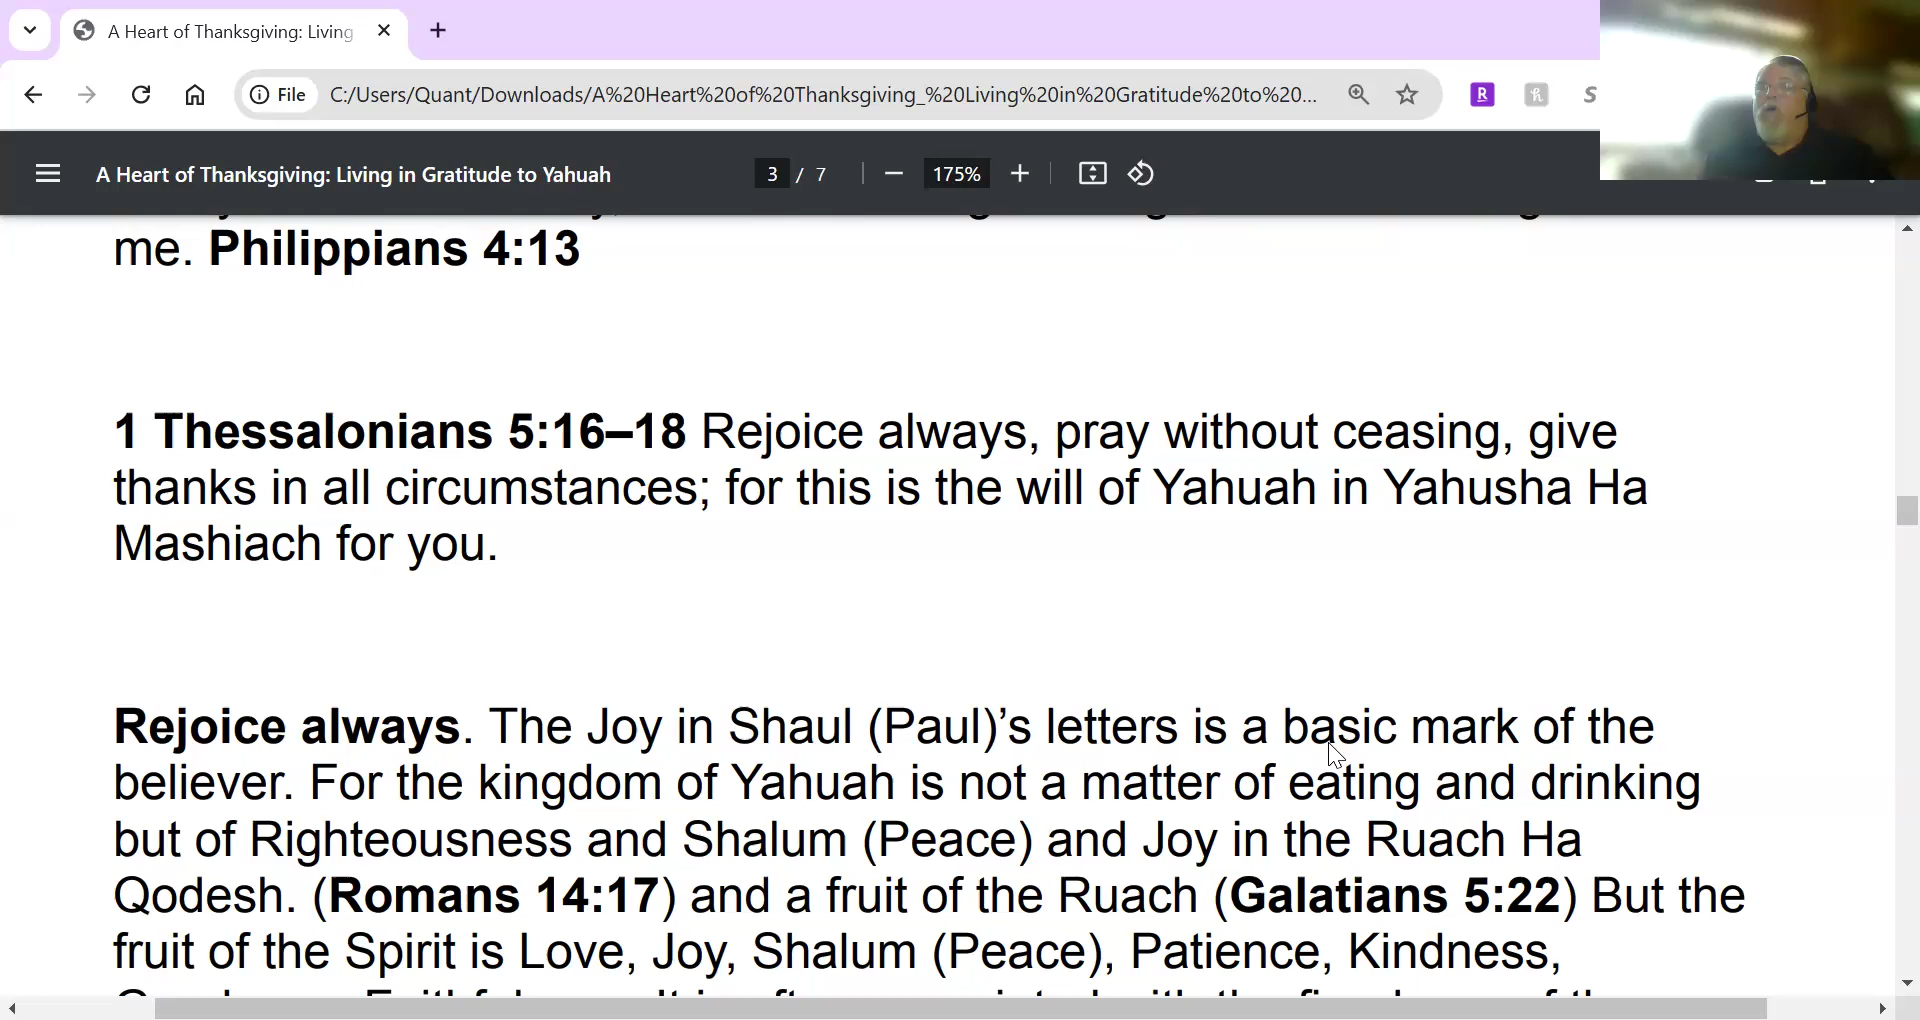 A Heart of Thanksgiving: Living
File
C:/Users/Quant/Downloads/A%20Heart%20of%20Thanksgiving_%20Living%20in%20Gratitude%20to%20...
A Heart of Thanksgiving: Living in Gratitude to Yahuah
3 / 7
175%
me. Philippians 4:13
1 Thessalonians 5:16–18 Rejoice always, pray without ceasing, give
thanks in all circumstances; for this is the will of Yahuah in Yahusha Ha
Mashiach for you.
Rejoice always. The Joy in Shaul (Paul)’s letters is a basic mark of the
believer. For the kingdom of Yahuah is not a matter of eating and drinking
but of Righteousness and Shalum (Peace) and Joy in the Ruach Ha
Qodesh. (Romans 14:17) and a fruit of the Ruach (Galatians 5:22) But the
fruit of the Spirit is Love, Joy, Shalum (Peace), Patience, Kindness,